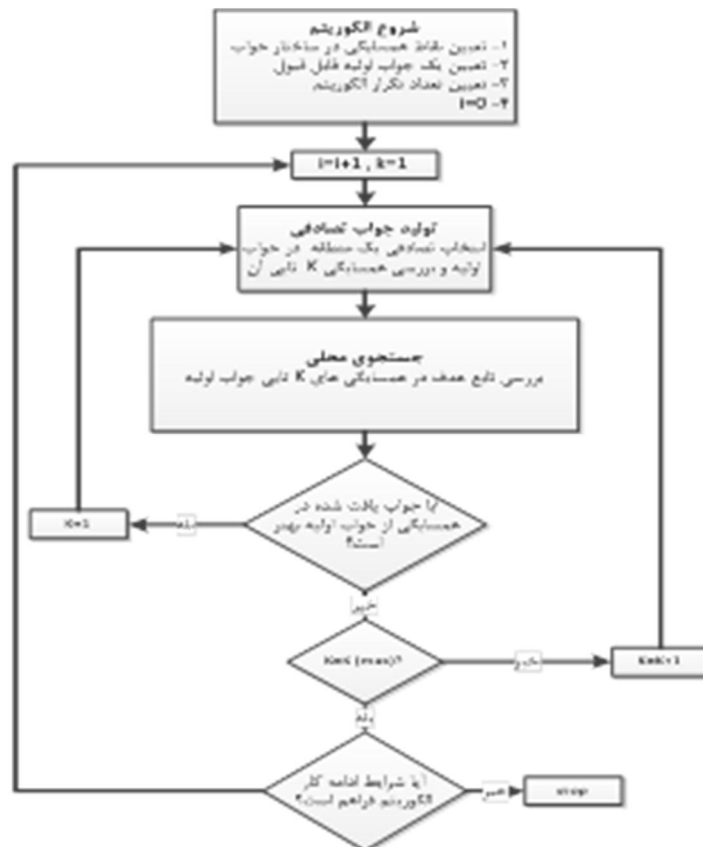 شروع الگوریتم
۱- تعیین نقاط همسایگی در ساختار جواب
۲- تعیین یک جواب اولیه قابل قبول
۳- تعیین تعداد تکرار الگوریتم
۴- i=0
i=i+1 , k=1
تولید جواب تصادفی
انتخاب تصادفی یک منطقه در جواب
اولیه و بررسی همسایگی K تایی آن
جستجوی محلی
بررسی تابع هدف در همسایگی های K تایی جواب اولیه
آیا جواب یافت شده در
همسایگی از جواب اولیه بهتر
است؟
بله
K=1
خیر
K=K(max)?
خیر
K=K+1
بله
آیا شرایط ادامه کار
الگوریتم فراهم است؟
خیر
stop